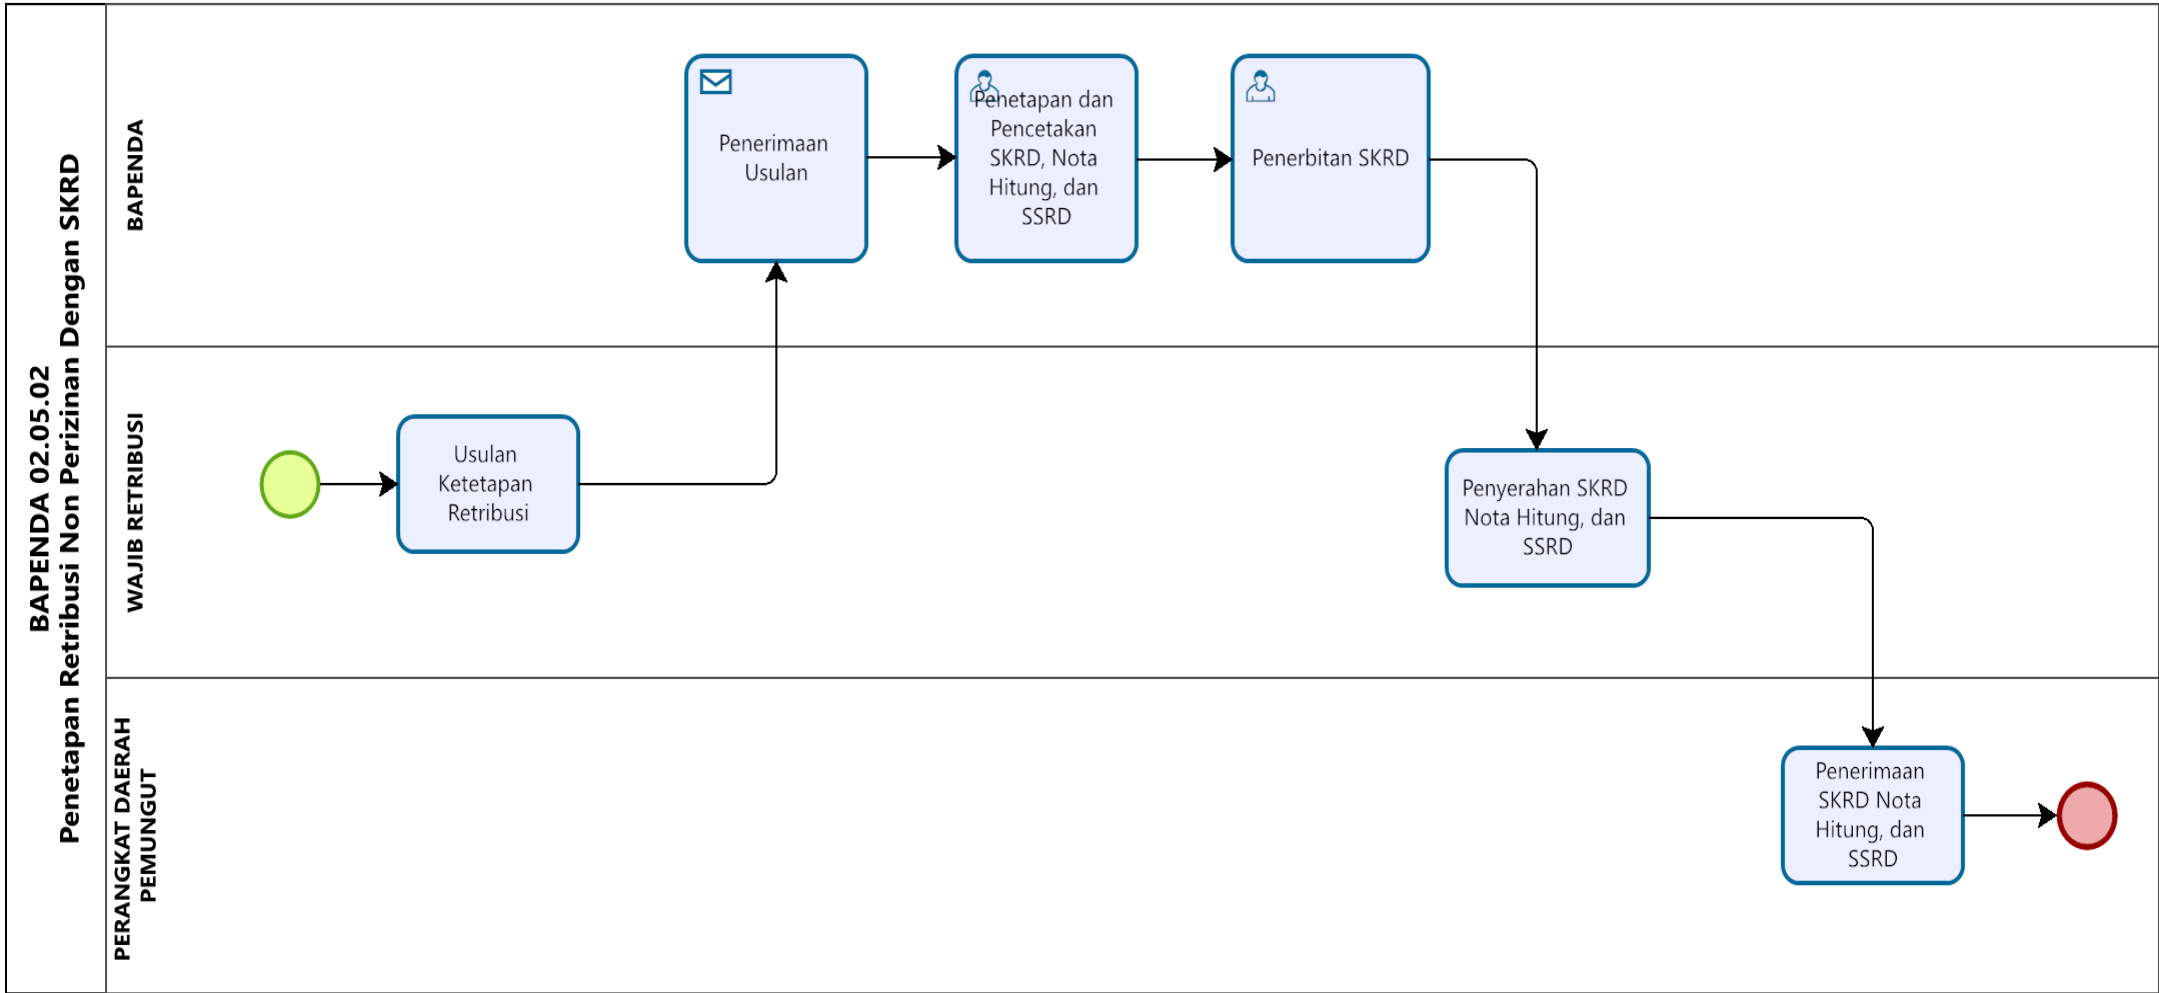 BAPENDA 02.05.02
Penetapan Retribusi Non Perizinan Dengan SKRD
BAPENDA
Penerimaan
Usulan
Penetapan dan
Pencetakan
SKRD, Nota
Hitung, dan
SSRD
Penerbitan SKRD
WAJIB RETRIBUSI
Usulan
Ketetapan
Retribusi
Penyerahan SKRD
Nota Hitung, dan
SSRD
PERANGKAT DAERAH
PEMUNGUT
Penerimaan
SKRD Nota
Hitung, dan
SSRD